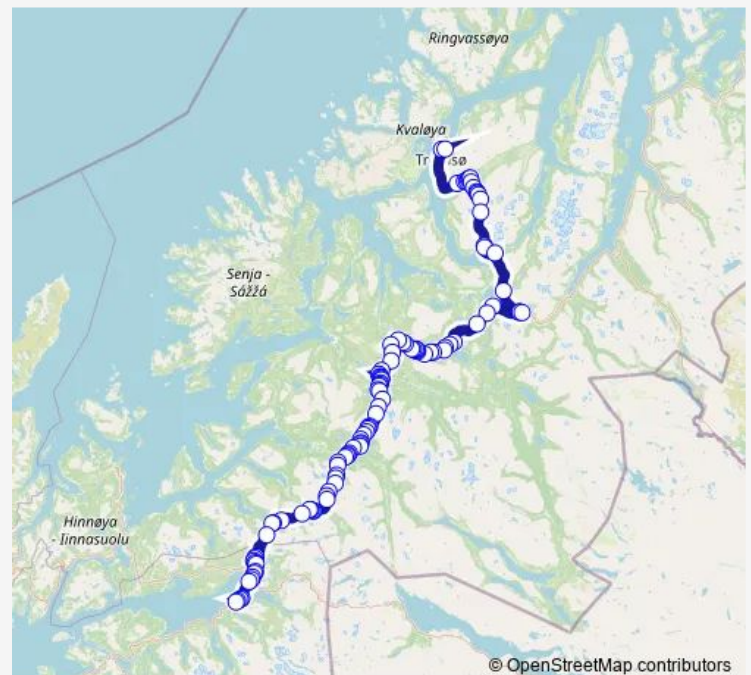 Ringvassøya
Kvaløya
Senja -
Sážžá
Hinnøya
- Iinnasuolu
© OpenStreetMap contributors